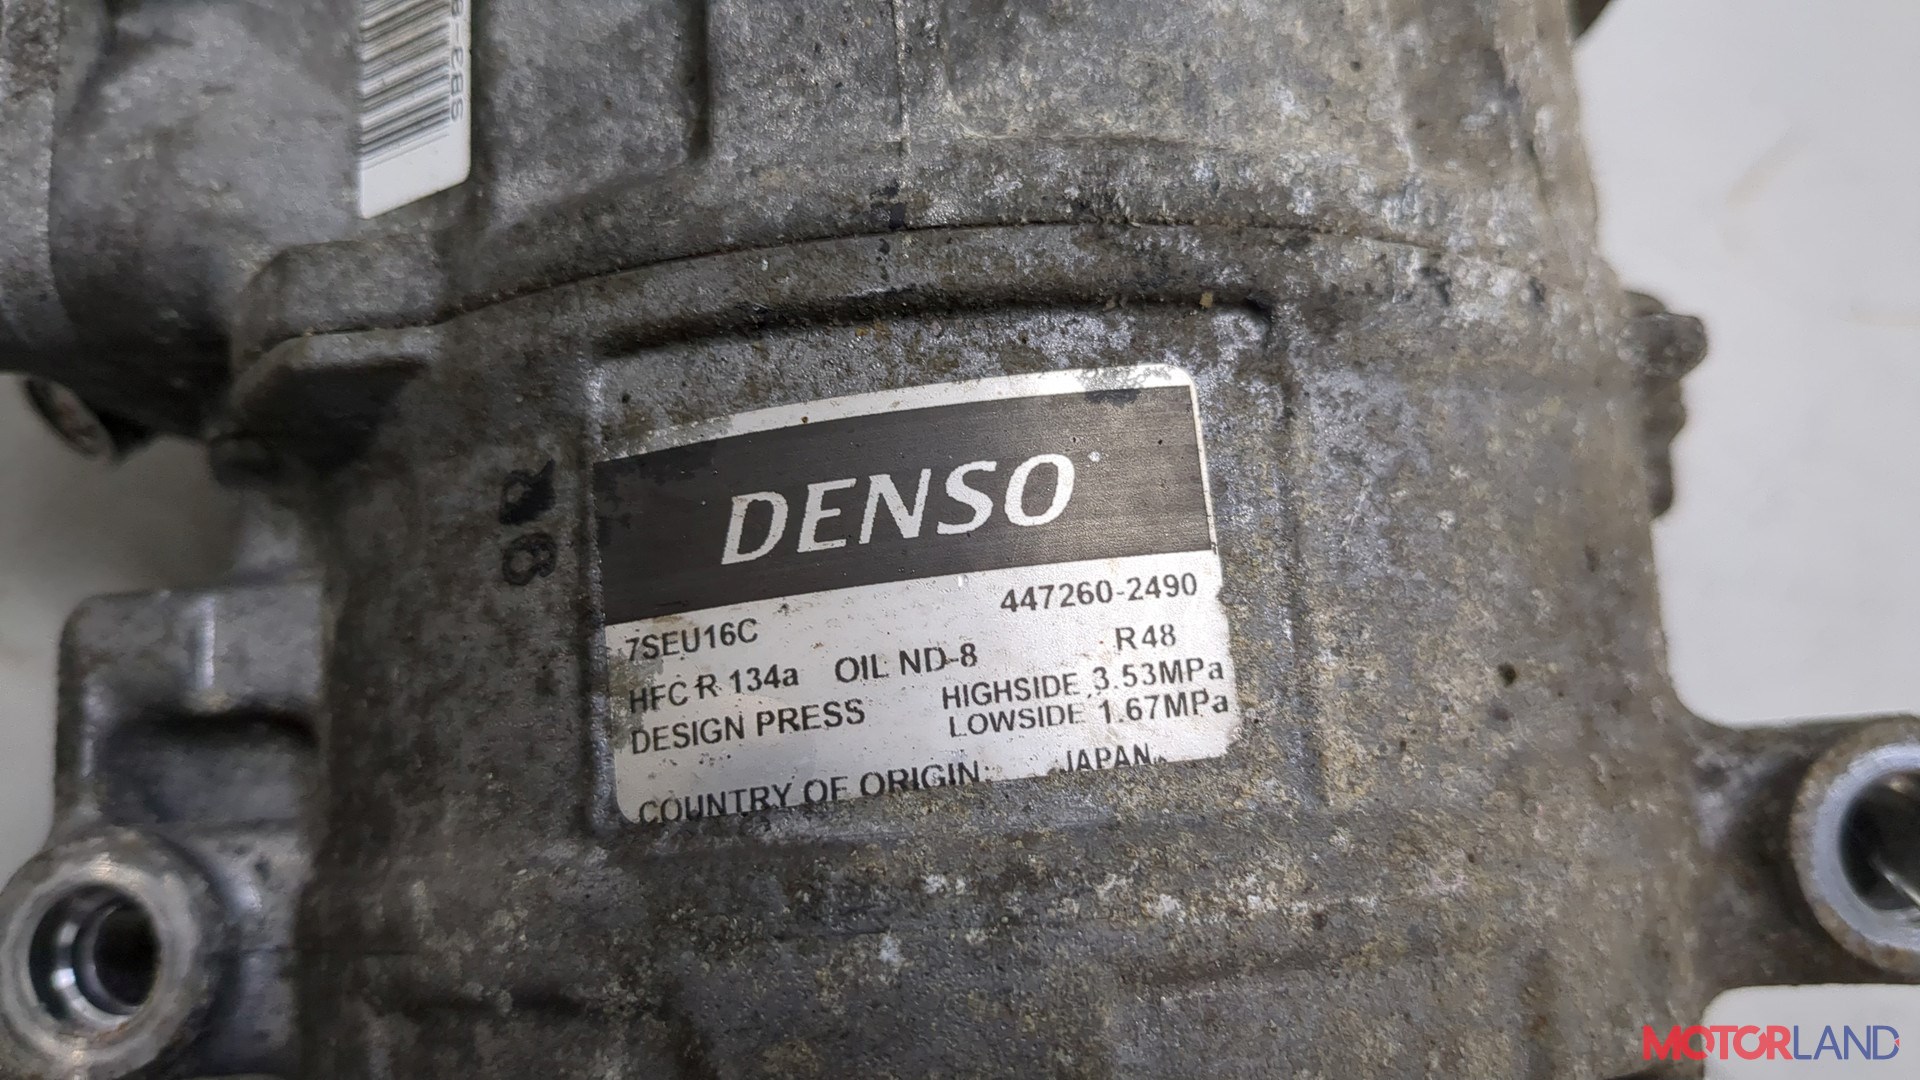 DENSO
447260-2490
7SEU16C
R48
HFC R 134a OIL ND-8
HIGHSIDE 3.53MPa
DESIGN PRESS
LOWSIDE 1.67MPa
COUNTRY OF ORIGIN: JAPAN
MOTORLAND